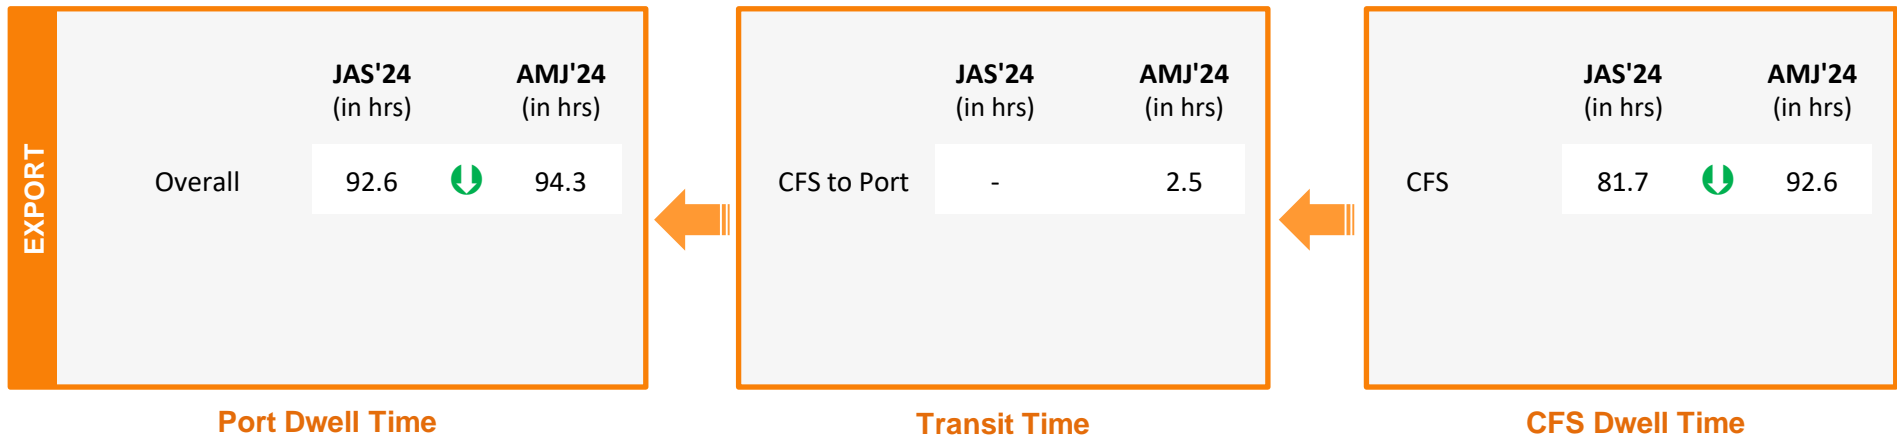 EXPORT
JAS'24 AMJ'24
(in hrs) (in hrs)
Overall 92.6 94.3
Port Dwell Time
JAS'24 AMJ'24
(in hrs) (in hrs)
CFS to Port - 2.5
Transit Time
JAS'24 AMJ'24
(in hrs) (in hrs)
CFS 81.7 92.6
CFS Dwell Time